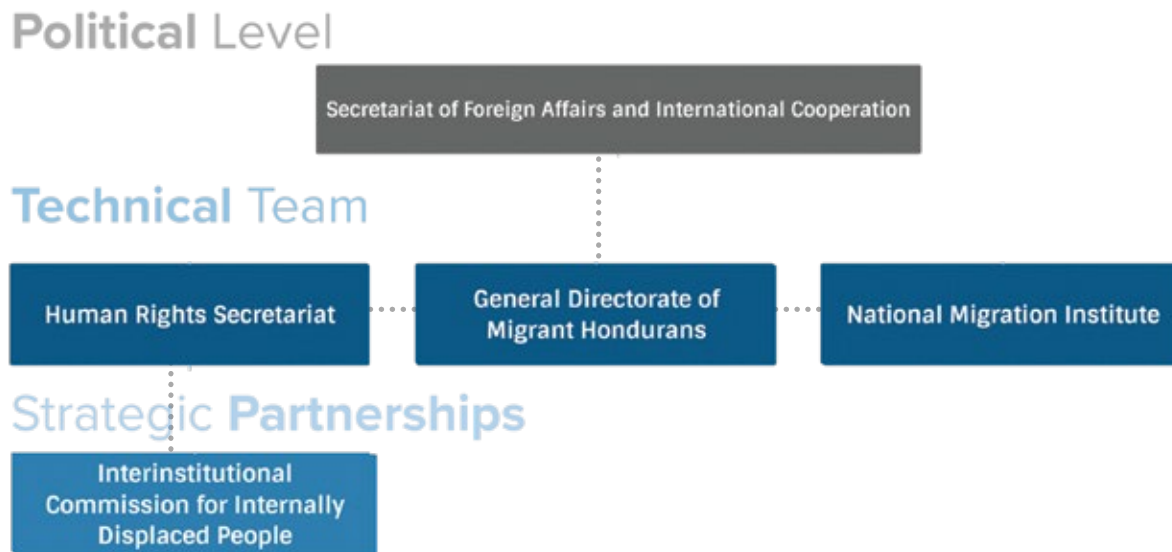 Political Level
Secretariat of Foreign Affairs and International Cooperation
Technical Team
Human Rights Secretariat
General Directorate of
Migrant Hondurans
National Migration Institute
Strategic Partnerships
Interinstitutional
Commission for Internally
Displaced People